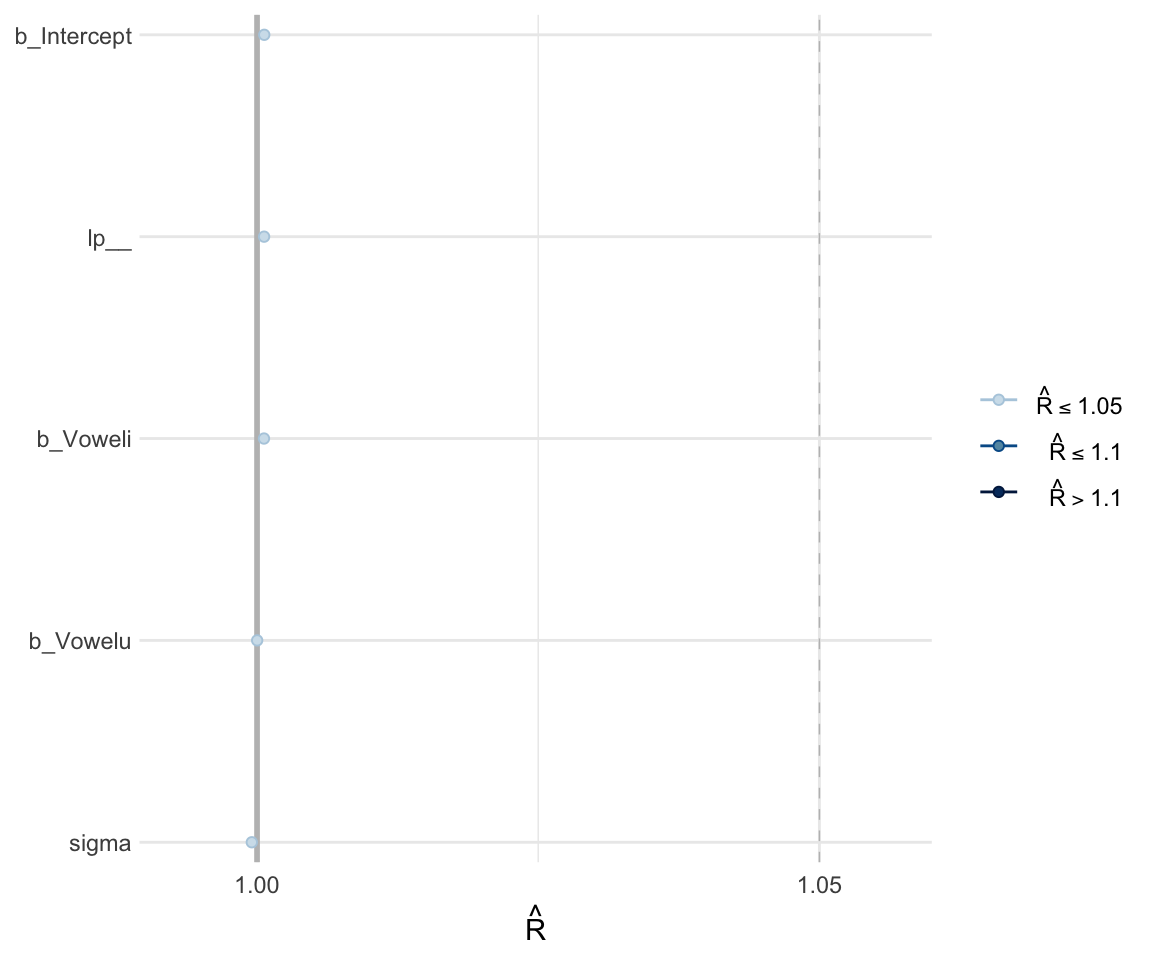 b_Intercept
lp__
b_Voweli
b_Vowelu
sigma
1.00
1.05
R̂
R̂ ≤ 1.05
R̂ ≤ 1.1
R̂ > 1.1